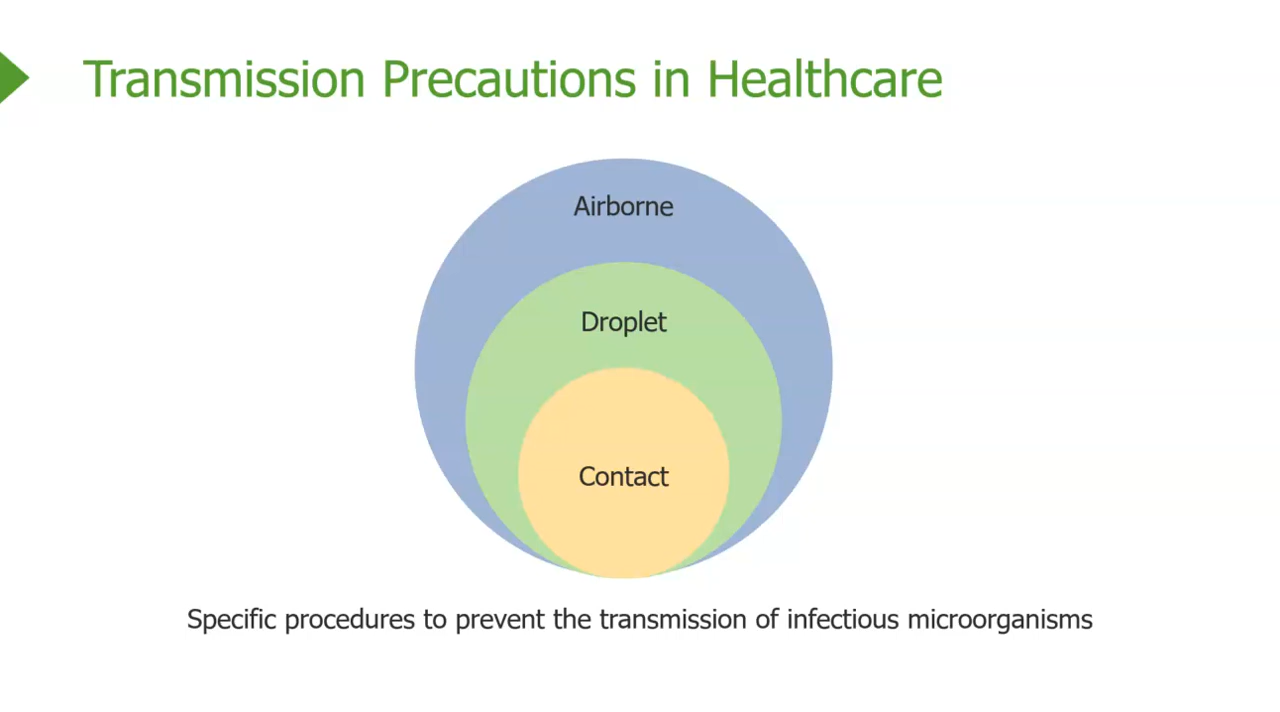 Transmission Precautions in Healthcare
Airborne
Droplet
Contact
Specific procedures to prevent the transmission of infectious microorganisms